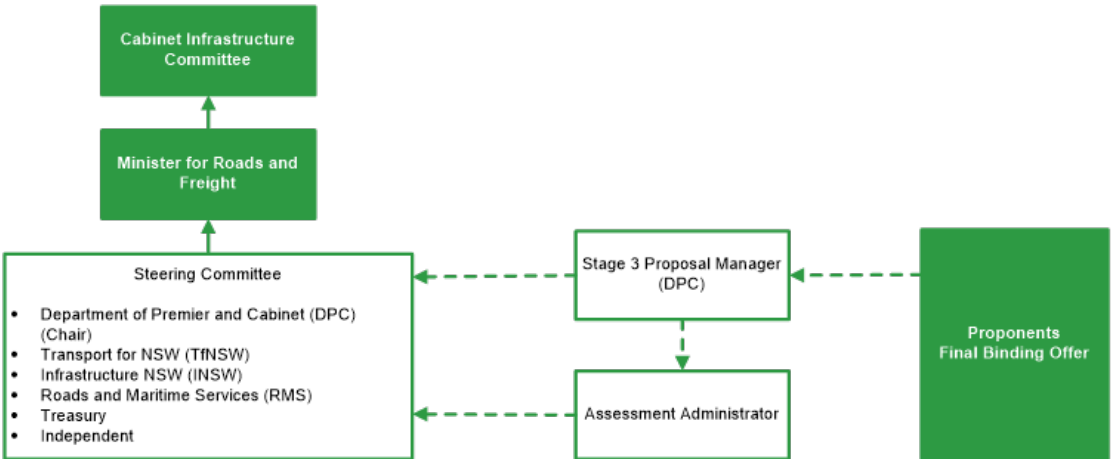 Cabinet Infrastructure
Committee
Minister for Roads and
Freight
Steering Committee
• Department of Premier and Cabinet (DPC)
(Chair)
• Transport for NSW (TfNSW)
• Infrastructure NSW (INSW)
• Roads and Maritime Services (RMS)
• Treasury
• Independent
Stage 3 Proposal Manager
(DPC)
Assessment Administrator
Proponents
Final Binding Offer